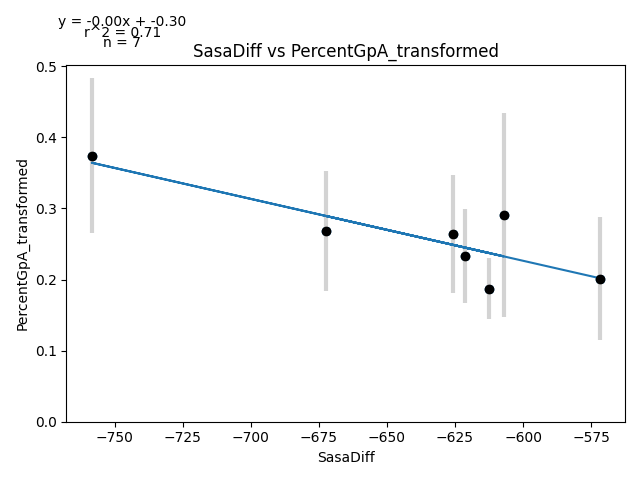 y = -0.00x + -0.30
r^2 = 0.71
n = 7
SasaDiff vs PercentGpA_transformed
PercentGpA_transformed
0.5
0.4
0.3
0.2
0.1
0.0
−750 −725 −700 −675 −650 −625 −600 −575
SasaDiff